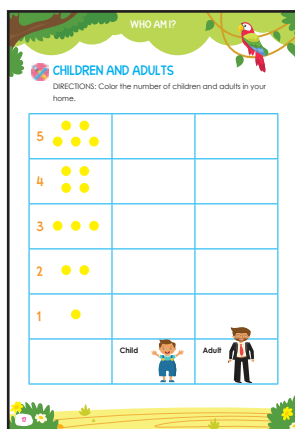 WHO AM I?
CHILDREN AND ADULTS
DIRECTIONS: Color the number of children and adults in your
home.
5
4
3
2
1
Child Adult